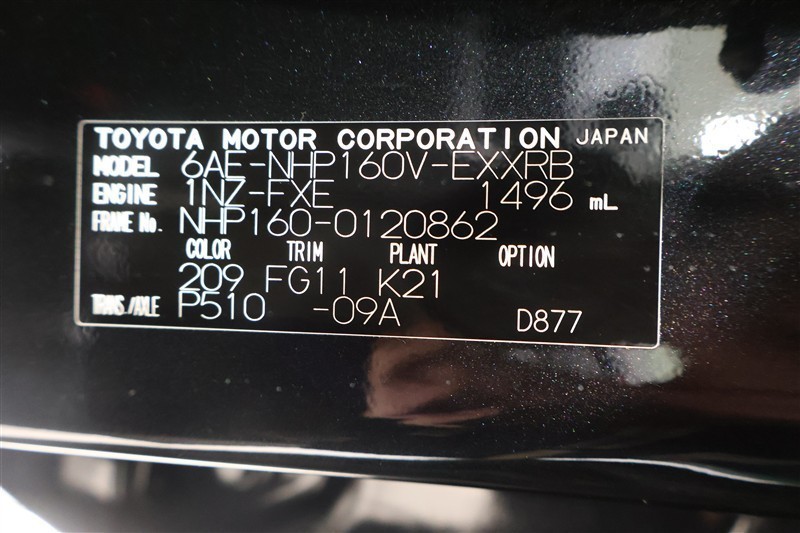 TOYOTA MOTOR CORPORATION JAPAN
MODEL 6AE-NHP160V-EXXRB
ENGINE 1NZ-FXE 1496 mL
FRAME No. NHP160-0120862
COLOR TRIM PLANT OPTION
209 FG11 K21
TRANS./AXLE P510 -09A D877